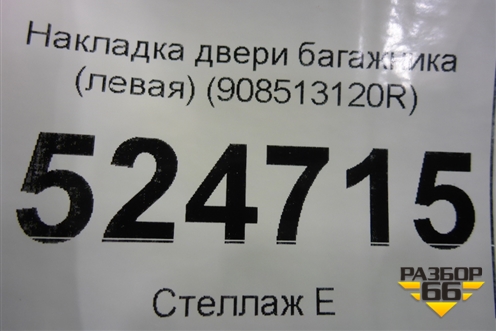 Накладка двери багажника
(левая) (908513120R)
524715
Стеллаж Е
РАЗБОР
66